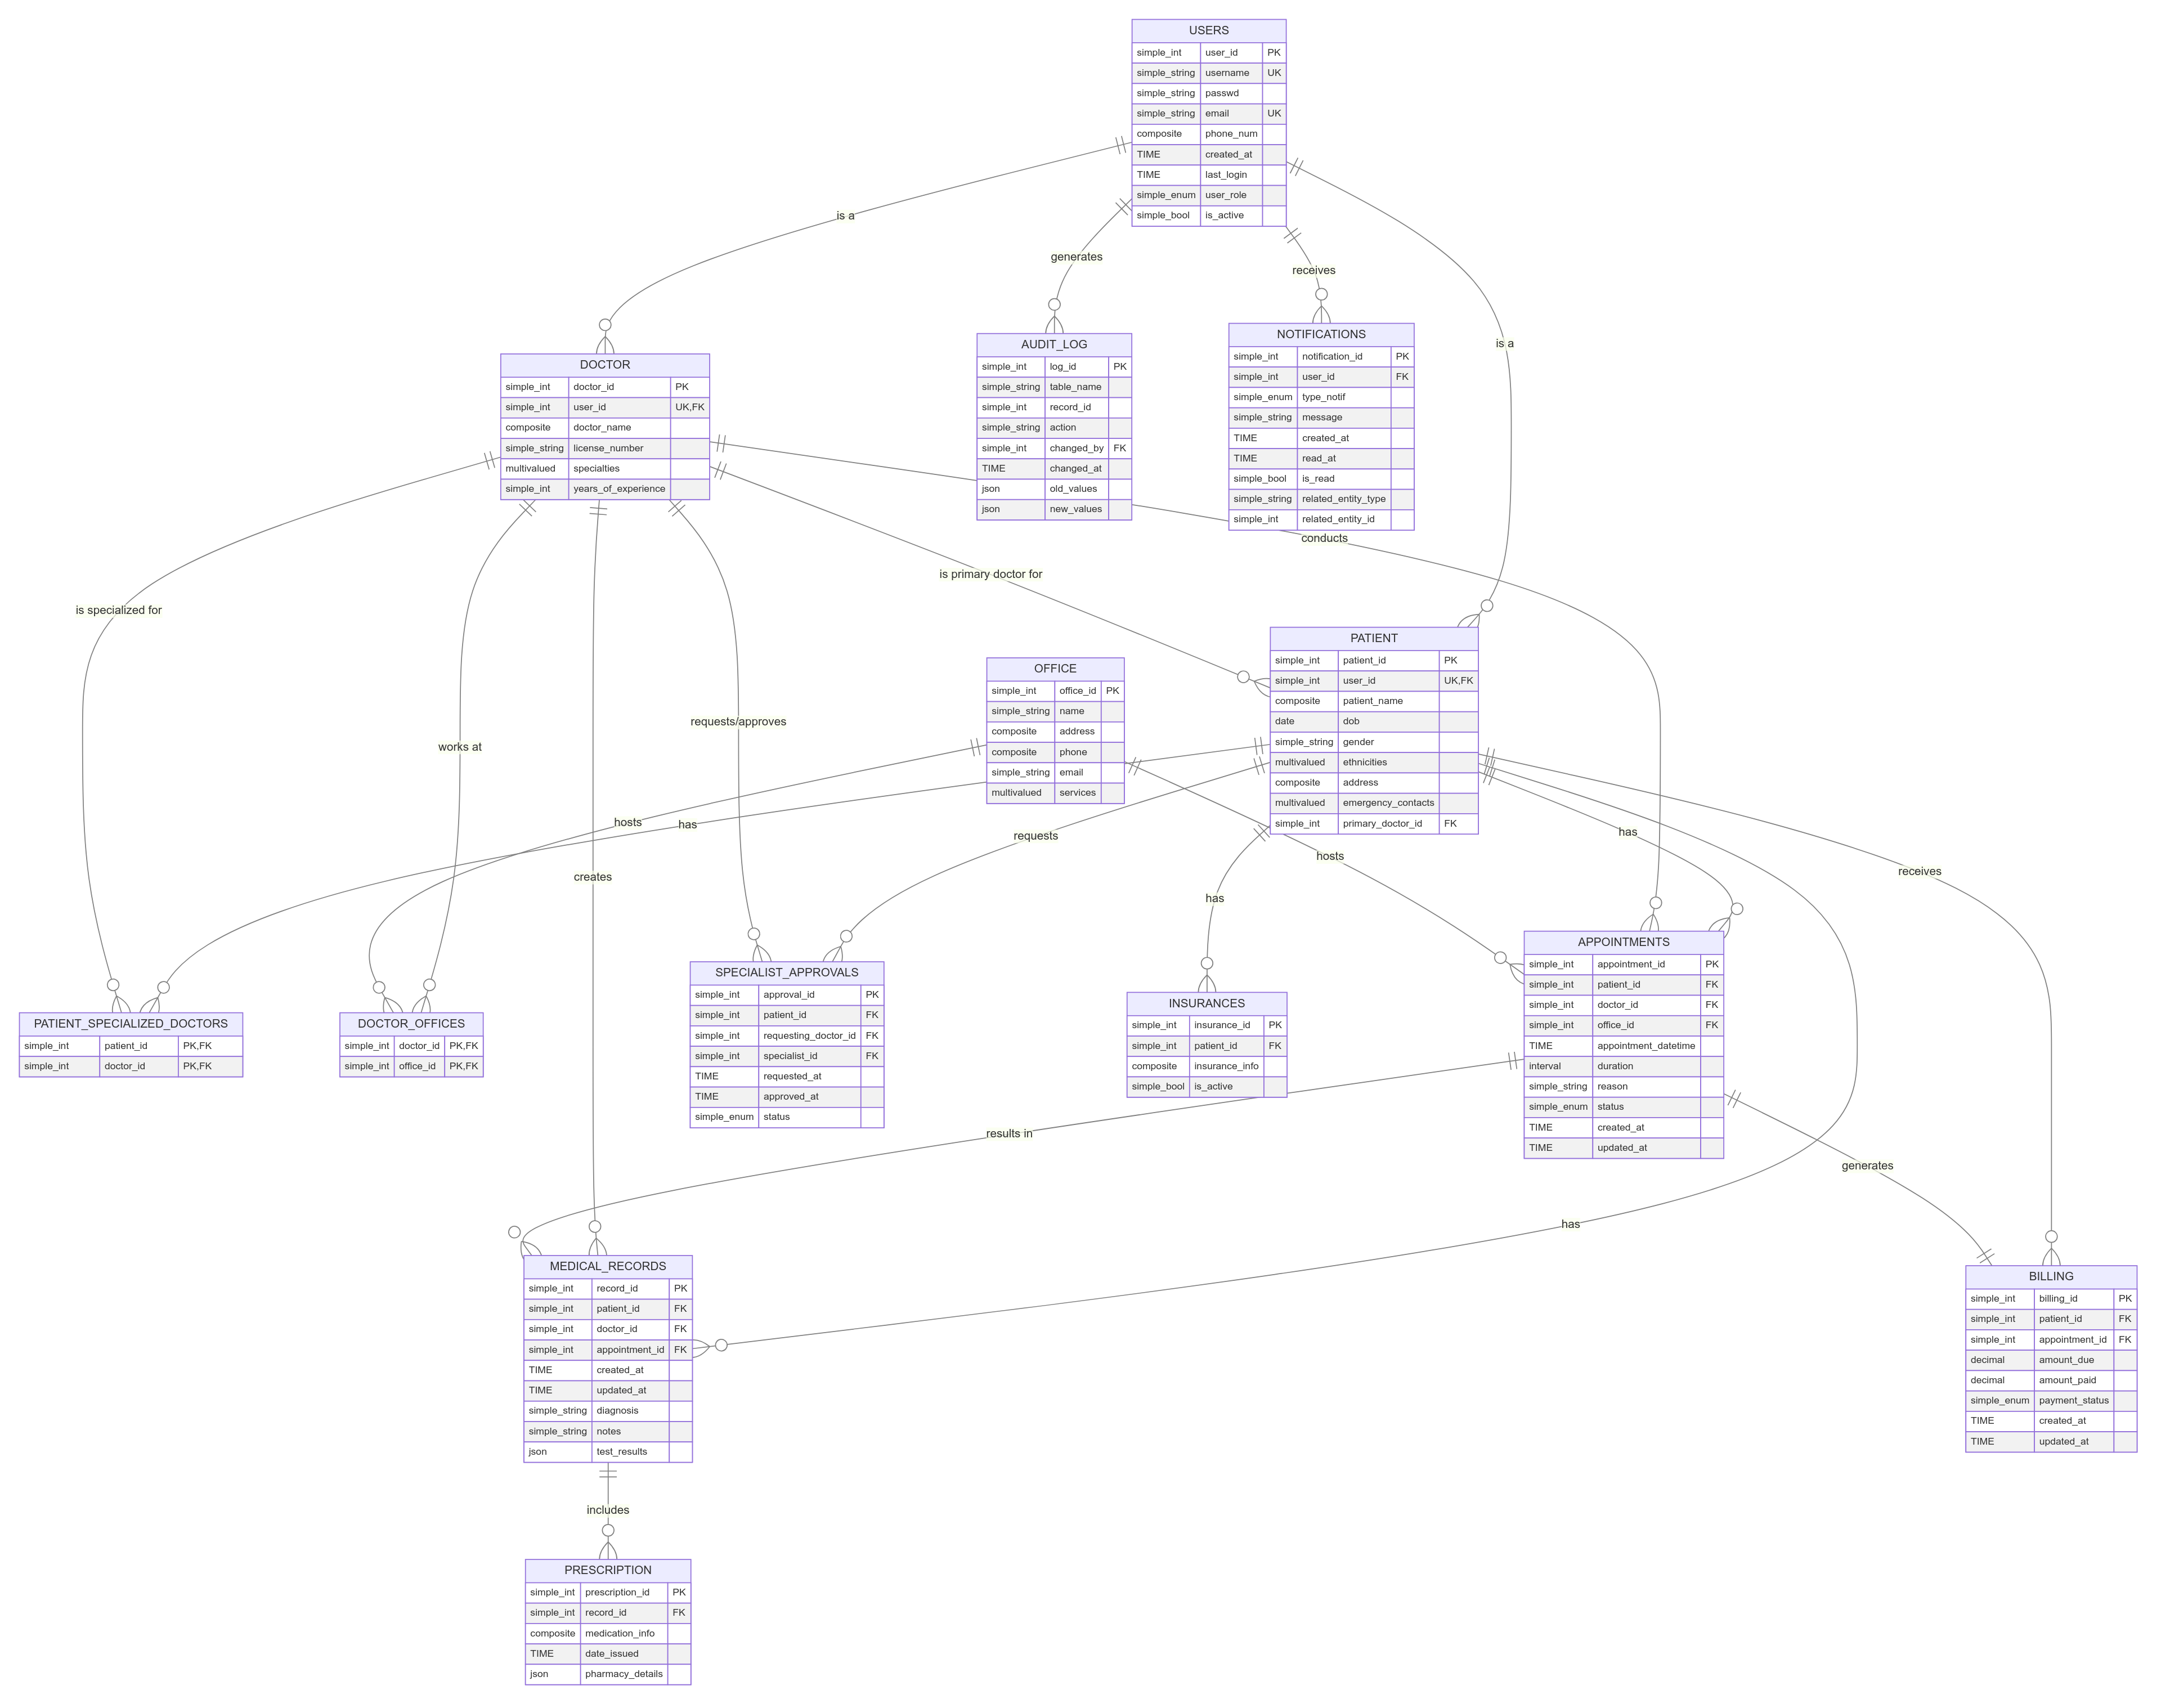 USERS
simple_int user_id PK
simple_string username UK
simple_string passwd
simple_string email UK
composite phone_num
TIME created_at
TIME last_login
simple_enum user_role
simple_bool is_active
is a
generates
receives
is a
DOCTOR
simple_int doctor_id PK
simple_int user_id UK,FK
composite doctor_name
simple_string license_number
multivalued specialties
simple_int years_of_experience
AUDIT_LOG
simple_int log_id PK
simple_string table_name
simple_int record_id
simple_string action
simple_int changed_by FK
TIME changed_at
json old_values
json new_values
NOTIFICATIONS
simple_int notification_id PK
simple_int user_id FK
simple_enum type_notif
simple_string message
TIME created_at
TIME read_at
simple_bool is_read
simple_string related_entity_type
simple_int related_entity_id
conducts
is primary doctor for
is specialized for
OFFICE
simple_int office_id PK
simple_string name
composite address
composite phone
simple_string email
multivalued services
PATIENT
simple_int patient_id PK
simple_int user_id UK,FK
composite patient_name
date dob
simple_string gender
multivalued ethnicities
composite address
multivalued emergency_contacts
simple_int primary_doctor_id FK
works at
requests/approves
hosts
has
requests
hosts
has
receives
creates
has
PATIENT_SPECIALIZED_DOCTORS
simple_int patient_id PK,FK
simple_int doctor_id PK,FK
DOCTOR_OFFICES
simple_int doctor_id PK,FK
simple_int office_id PK,FK
SPECIALIST_APPROVALS
simple_int approval_id PK
simple_int patient_id FK
simple_int requesting_doctor_id FK
simple_int specialist_id FK
TIME requested_at
TIME approved_at
simple_enum status
INSURANCES
simple_int insurance_id PK
simple_int patient_id FK
composite insurance_info
simple_bool is_active
APPOINTMENTS
simple_int appointment_id PK
simple_int patient_id FK
simple_int doctor_id FK
simple_int office_id FK
TIME appointment_datetime
interval duration
simple_string reason
simple_enum status
TIME created_at
TIME updated_at
results in
generates
has
MEDICAL_RECORDS
simple_int record_id PK
simple_int patient_id FK
simple_int doctor_id FK
simple_int appointment_id FK
TIME created_at
TIME updated_at
simple_string diagnosis
simple_string notes
json test_results
BILLING
simple_int billing_id PK
simple_int patient_id FK
simple_int appointment_id FK
decimal amount_due
decimal amount_paid
simple_enum payment_status
TIME created_at
TIME updated_at
includes
PRESCRIPTION
simple_int prescription_id PK
simple_int record_id FK
composite medication_info
TIME date_issued
json pharmacy_details